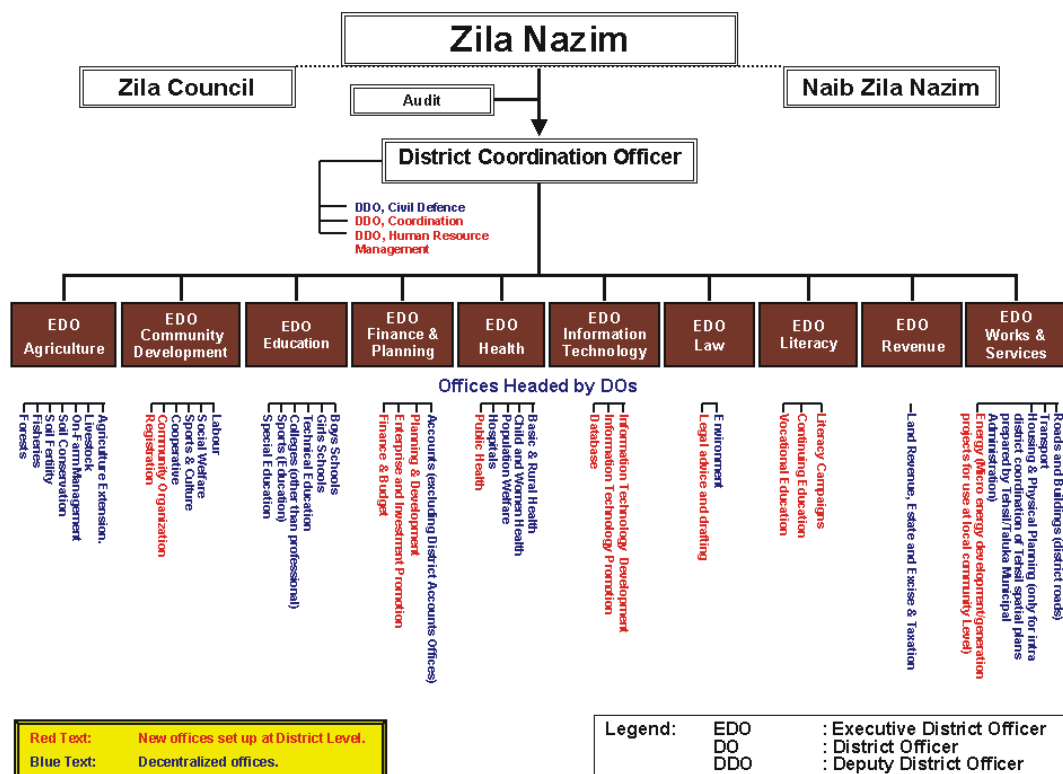 Zila Nazim
Zila Council
Naib Zila Nazim
Audit
District Coordination Officer
DDO, Civil Defence
DDO, Coordination
DDO, Human Resource
Management
EDO
Agriculture
EDO
Community
Development
EDO
Education
EDO
Finance &
Planning
EDO
Health
EDO
Information
Technology
EDO
Law
EDO
Literacy
EDO
Revenue
EDO
Works &
Services
Offices Headed by DOs
Agriculture Extension.
Livestock
On-Farm Management
Soil Conservation
Soil Fertility
Fisheries
Forests
Labour
Social Welfare
Sports & Culture
Cooperative
Community Organization
Registration
Boys Schools
Girls Schools
Technical Education
Colleges (other than professional)
Sports (Education)
Special Education
Accounts (excluding District Accounts Offices)
Planning & Development
Enterprise and Investment Promotion
Finance & Budget
Basic & Rural Health
Child and Women Health
Population Welfare
Hospitals
Public Health
Information Technology Development
Information Technology Promotion
Database
Environment
Legal advice and drafting
Literacy Campaigns
Continuing Education
Vocational Education
Land Revenue, Estate and Excise & Taxation
Roads and Buildings (district roads)
Transport
Housing & Physical Planning (only for intra
district coordination of Tehsil spatial plans
prepared by Tehsil/Taluka Municipal
Administration)
Energy (Micro energy development/generation
projects for use at local community Level)
Red Text: New offices set up at District Level.
Blue Text: Decentralized offices.
Legend: EDO : Executive District Officer
DO : District Officer
DDO : Deputy District Officer